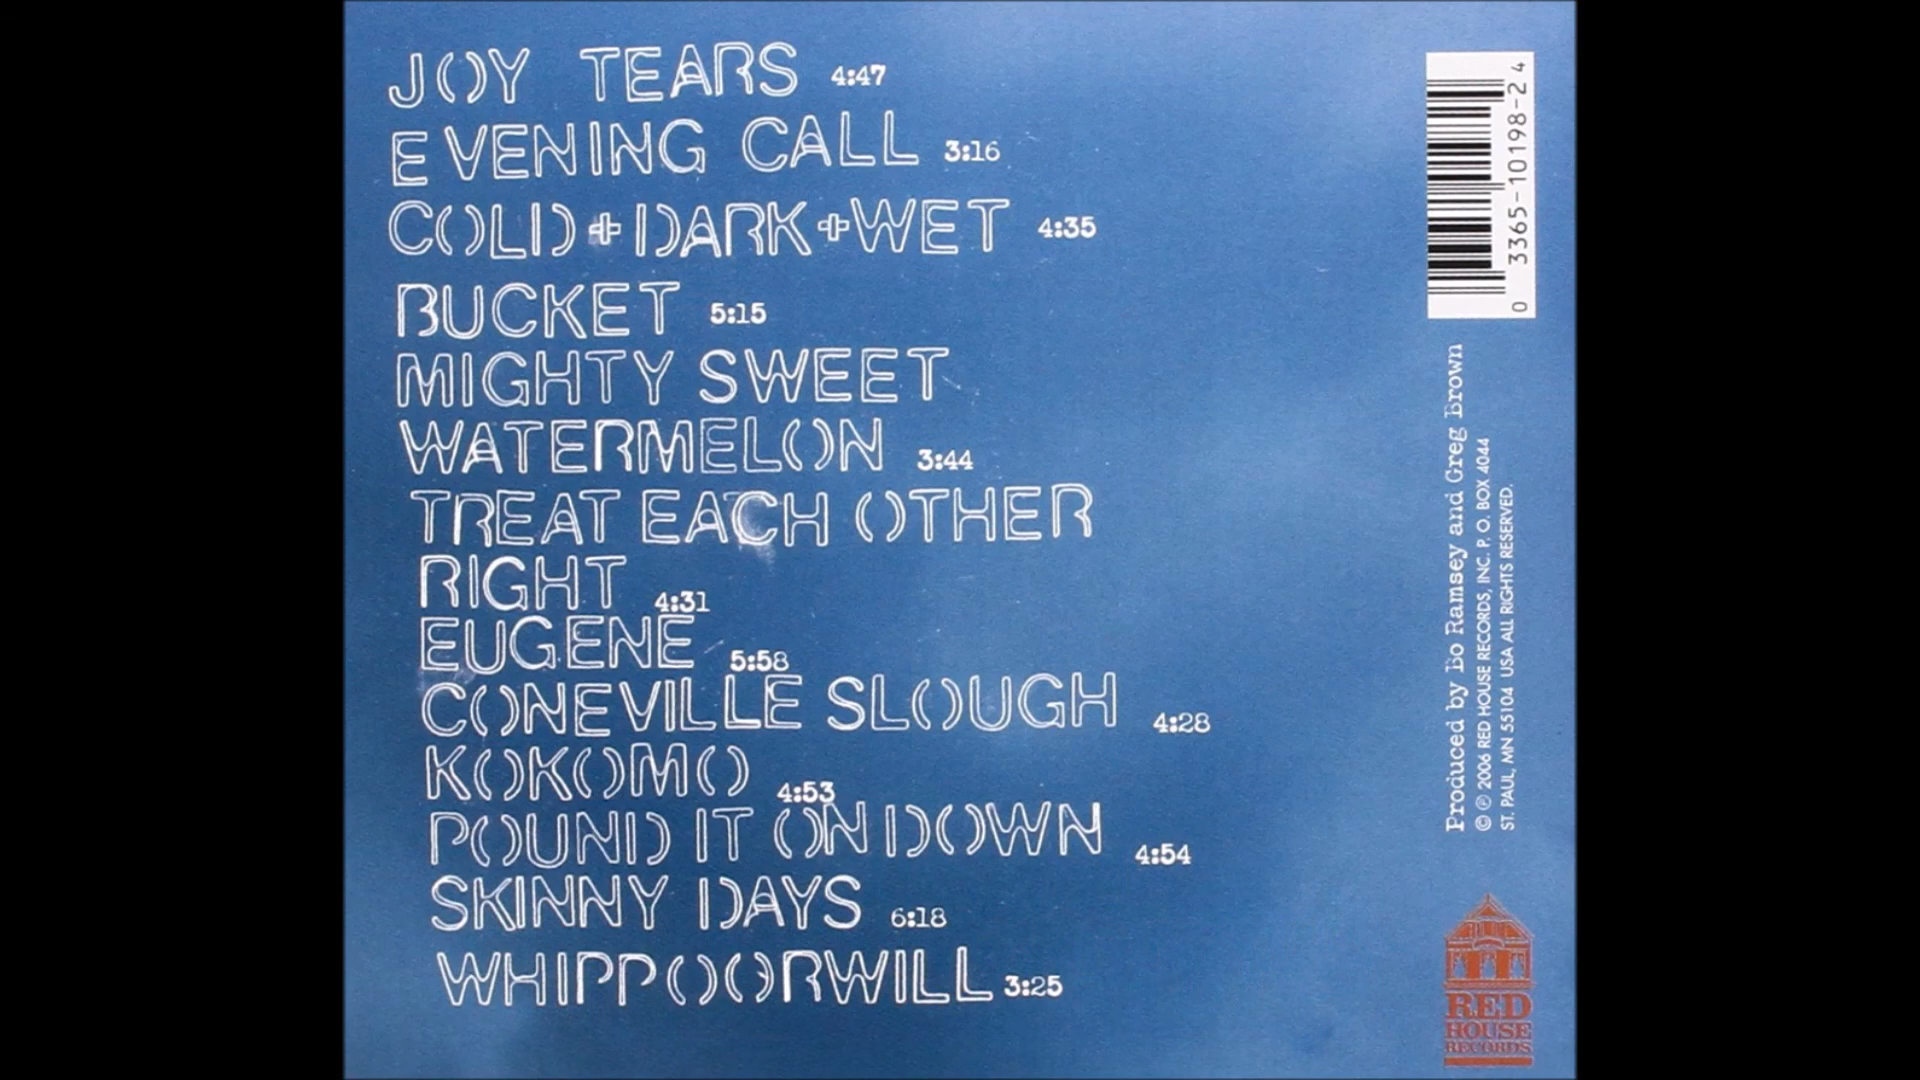 JOY TEARS 4:47
EVENING CALL 3:16
COLD + DARK + WET 4:35
BUCKET 5:15
MIGHTY SWEET
WATERMELON 3:44
TREAT EACH OTHER
RIGHT 4:31
EUGENE 5:58
CONEVILLE SLOUGH 4:28
KOKOMO 4:53
POUND IT ON DOWN 4:54
SKINNY DAYS 6:18
WHIPPOORWILL 3:25
0 3365-10198-2 4
Produced by Bo Ramsey and Greg Brown
© ℗ 2006 RED HOUSE RECORDS, INC. P. O. BOX 4044
ST. PAUL, MN 55104 USA ALL RIGHTS RESERVED.
RED
HOUSE
RECORDS